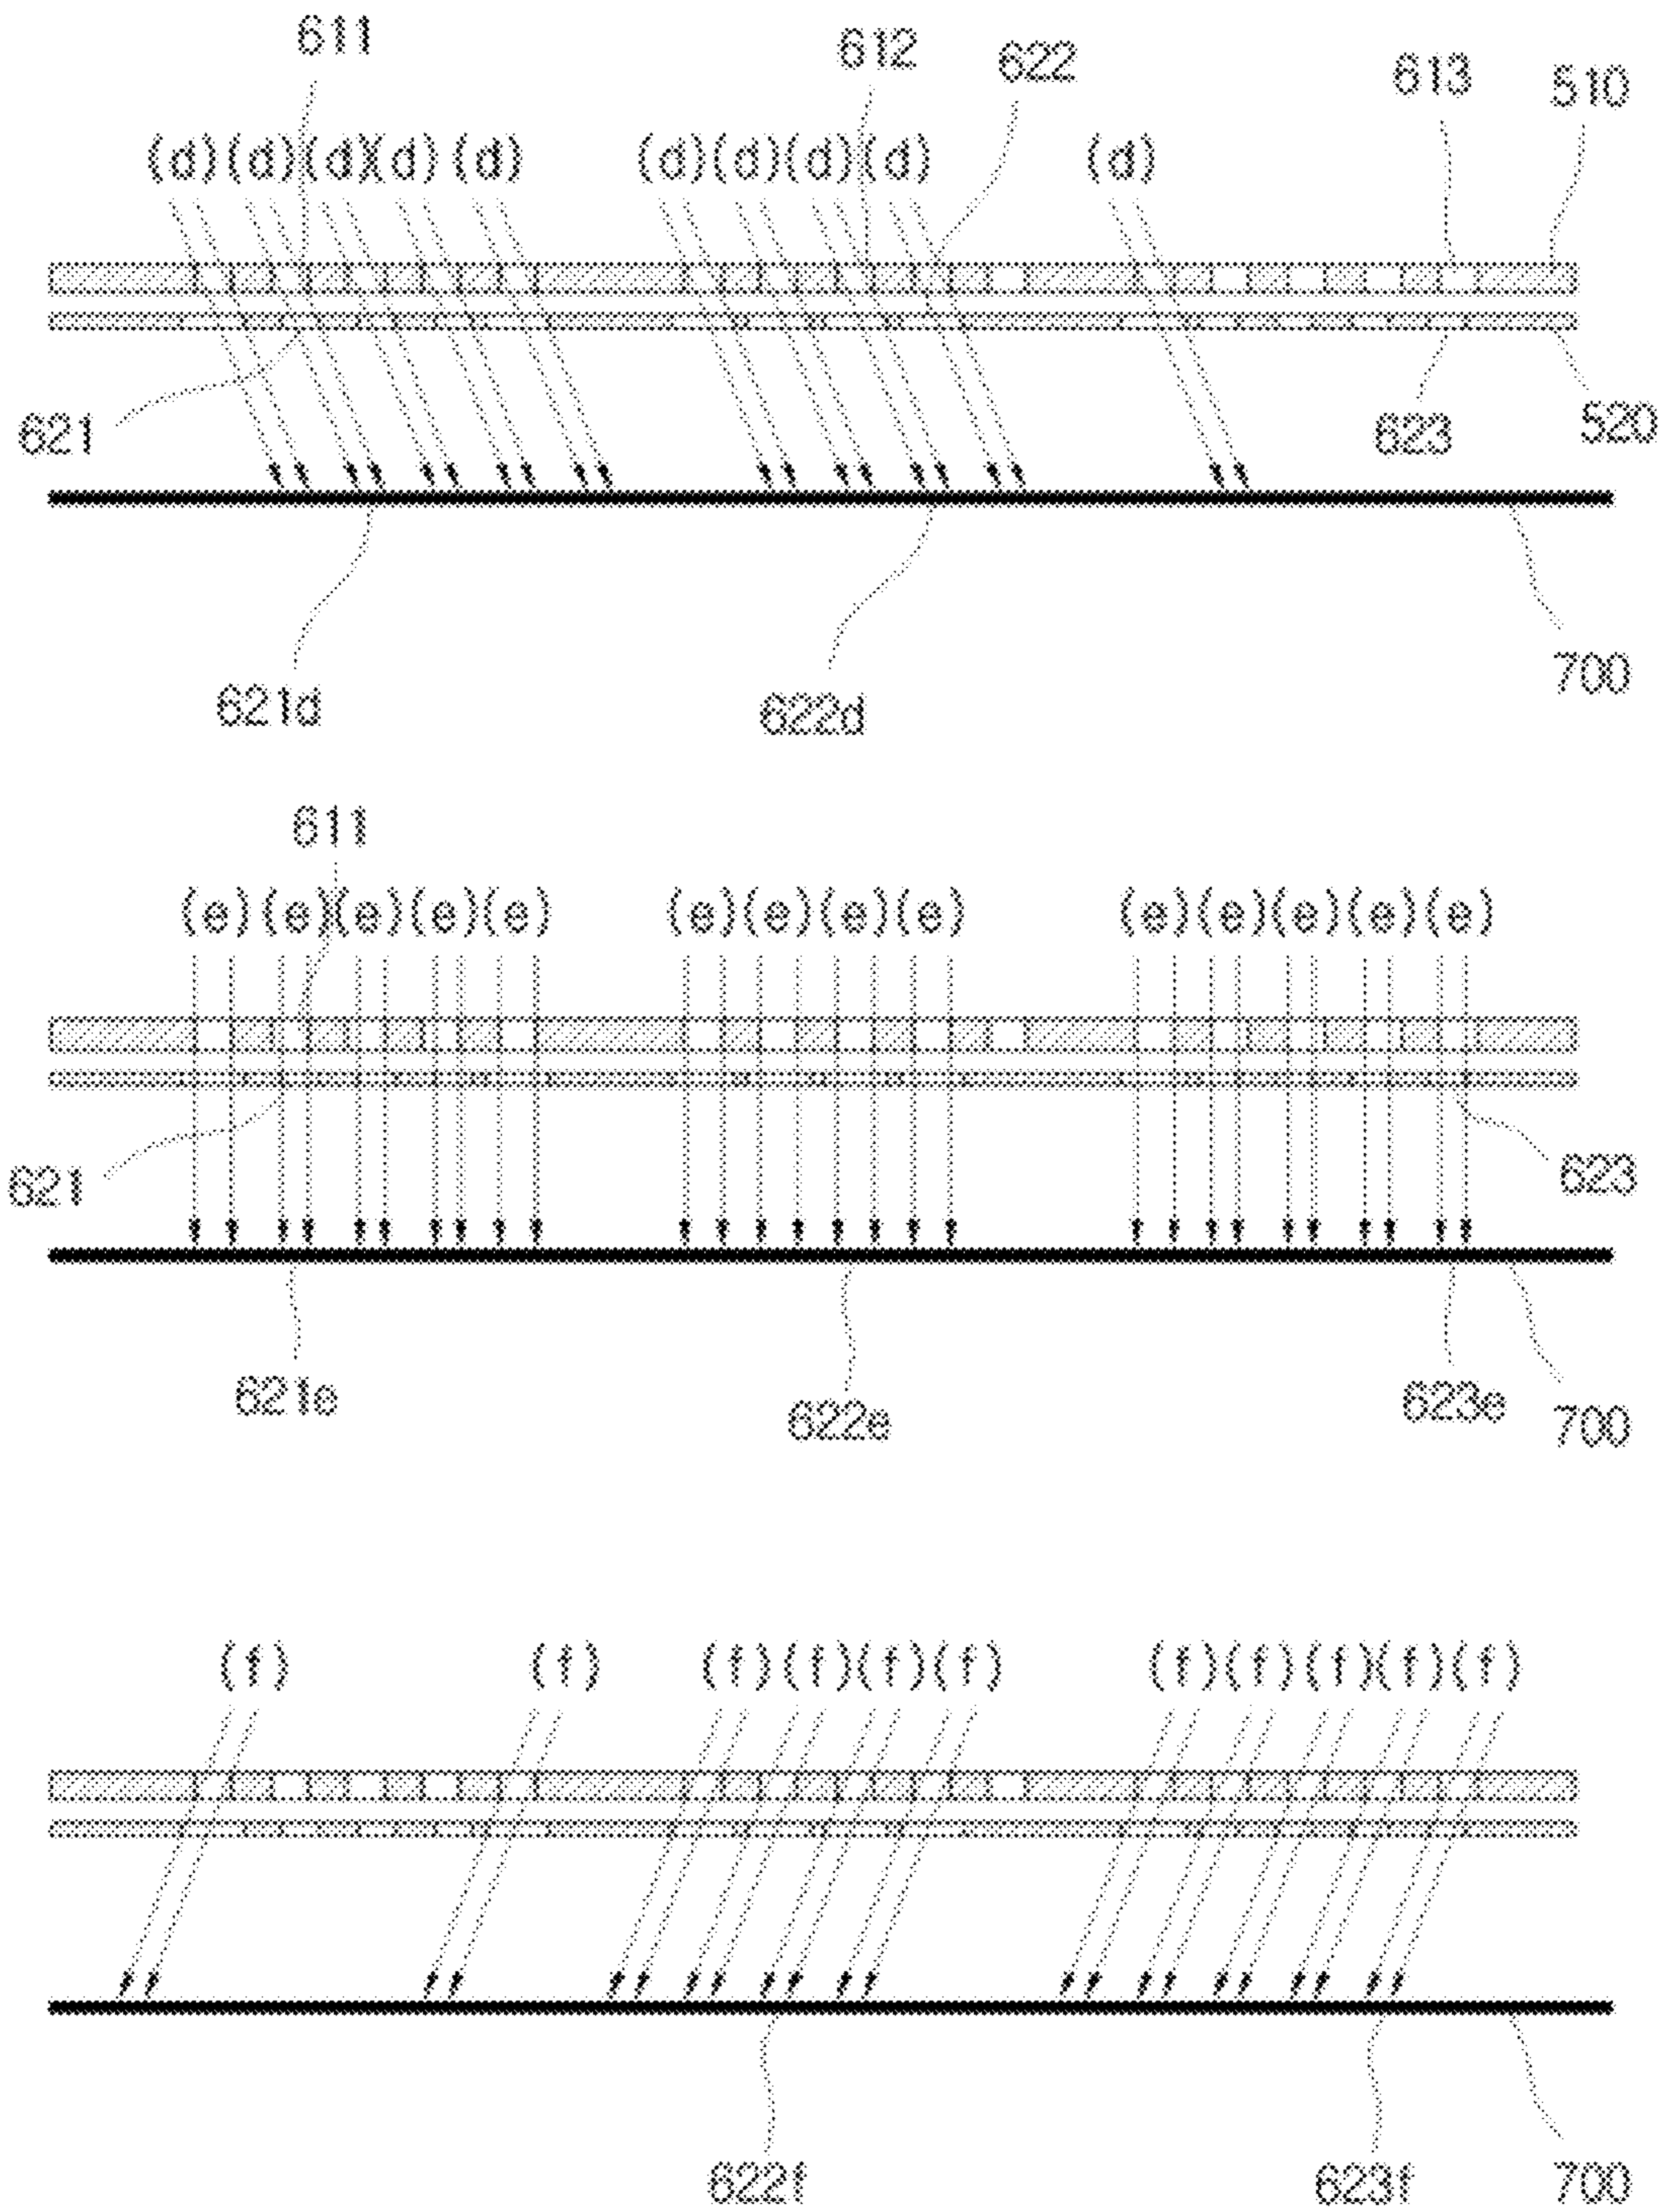 611 612 622 613 510
(d) (d) (d) (d) (d) (d) (d) (d) (d) (d)
621 623 520
621d 622d 700
611
(e) (e) (e) (e) (e) (e) (e) (e) (e) (e) (e) (e) (e) (e)
621 623
621e 622e 623e 700
(f) (f) (f) (f) (f) (f) (f) (f) (f) (f) (f)
622f 623f 700